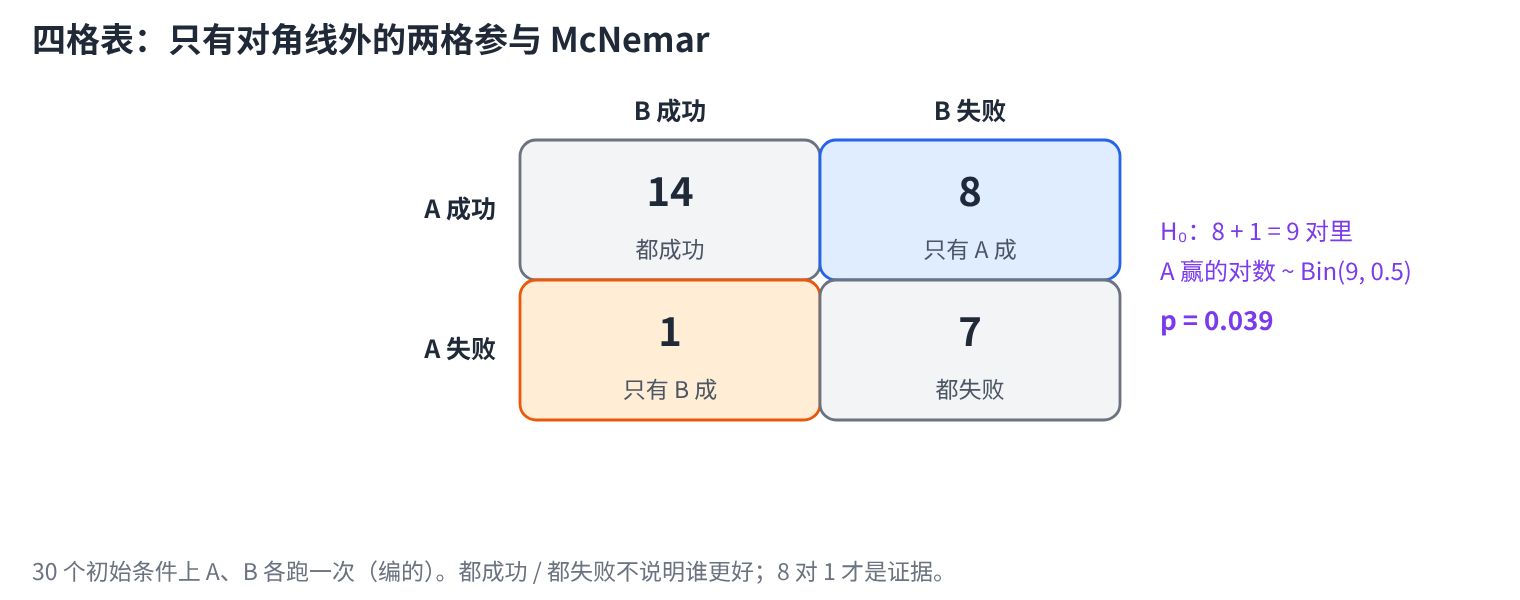 四格表：只有对角线外的两格参与 McNemar
B 成功
B 失败
A 成功
14
都成功
8
只有 A 成
A 失败
1
只有 B 成
7
都失败
H₀：8 + 1 = 9 对里
A 赢的对数 ~ Bin(9, 0.5)
p = 0.039
30 个初始条件上 A、B 各跑一次（编的）。都成功 / 都失败不说明谁更好；8 对 1 才是证据。